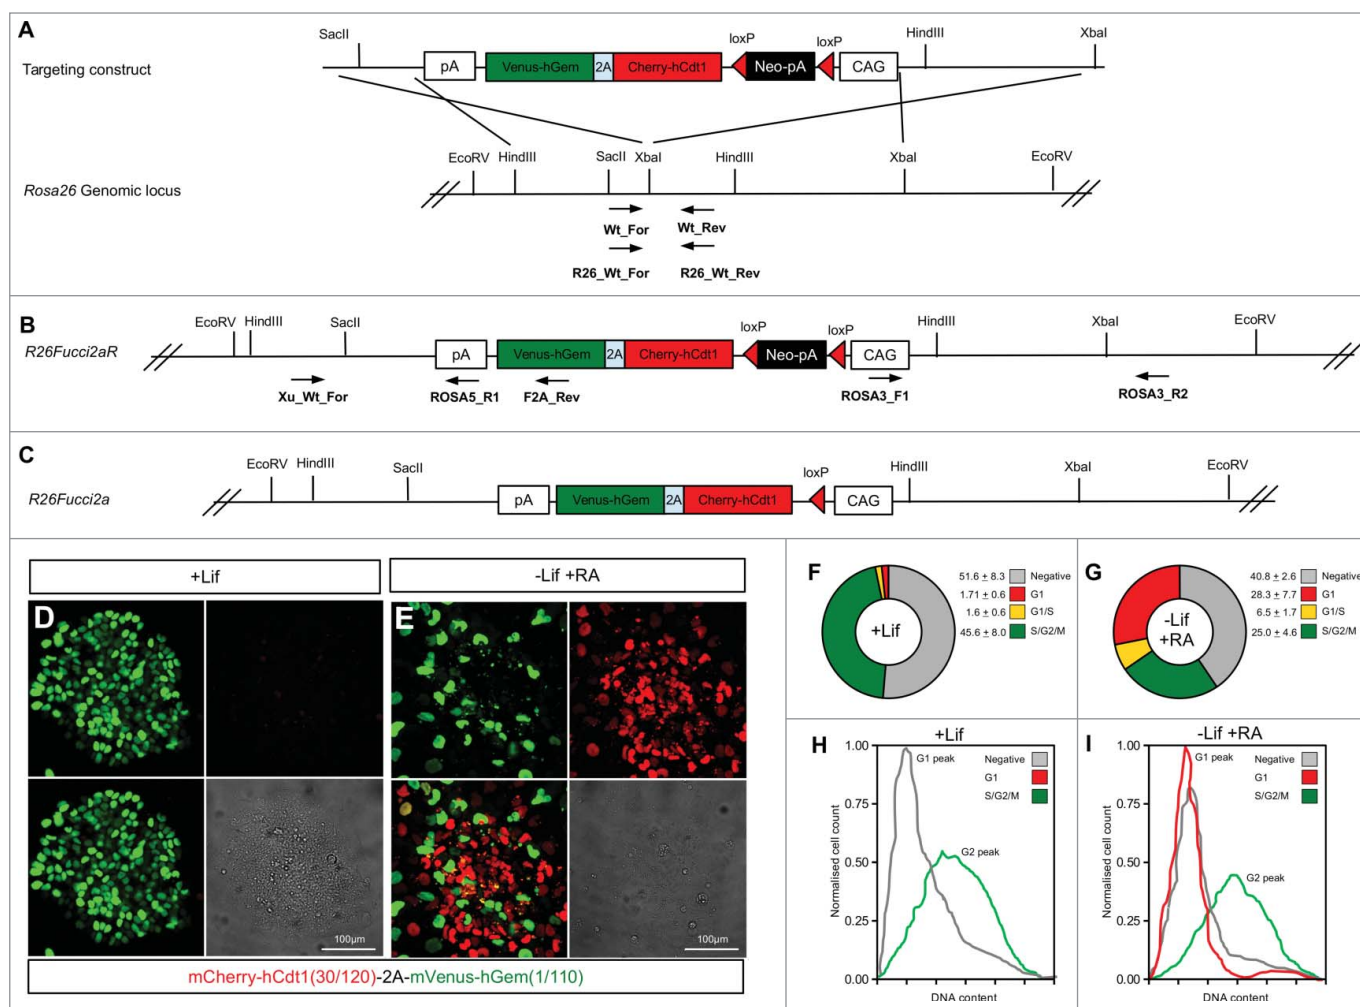 A
Targeting construct
SacII
pA
Venus-hGem
2A
Cherry-hCdt1
loxP
Neo-pA
loxP
CAG
HindIII
XbaI
Rosa26 Genomic locus
EcoRV
HindIII
SacII
XbaI
HindIII
XbaI
EcoRV
Wt_For
Wt_Rev
R26_Wt_For
R26_Wt_Rev
B
R26Fucci2aR
EcoRV
HindIII
SacII
pA
Venus-hGem
2A
Cherry-hCdt1
loxP
Neo-pA
loxP
CAG
HindIII
XbaI
EcoRV
Xu_Wt_For
ROSA5_R1
F2A_Rev
ROSA3_F1
ROSA3_R2
C
R26Fucci2a
EcoRV
HindIII
SacII
pA
Venus-hGem
2A
Cherry-hCdt1
loxP
CAG
HindIII
XbaI
EcoRV
+Lif
-Lif +RA
D
E
100µm
100µm
mCherry-hCdt1(30/120)-2A-mVenus-hGem(1/110)
F
+Lif
51.6 ± 8.3 Negative
1.71 ± 0.6 G1
1.6 ± 0.6 G1/S
45.6 ± 8.0 S/G2/M
G
-Lif
+RA
40.8 ± 2.6 Negative
28.3 ± 7.7 G1
6.5 ± 1.7 G1/S
25.0 ± 4.6 S/G2/M
H
+Lif
1.00
0.75
0.50
0.25
0.00
Normalised cell count
DNA content
G1 peak
G2 peak
Negative
G1
S/G2/M
I
-Lif +RA
1.00
0.75
0.50
0.25
0.00
Normalised cell count
DNA content
G1 peak
G2 peak
Negative
G1
S/G2/M